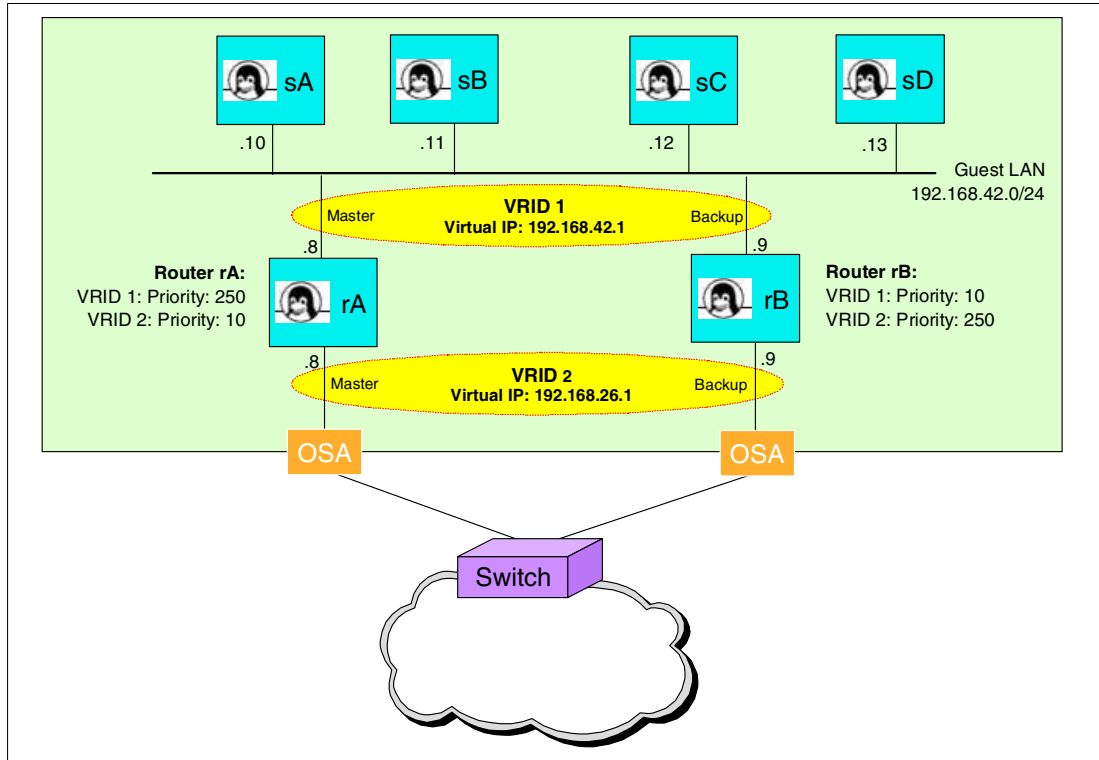 sA
sB
sC
sD
.10
.11
.12
.13
Guest LAN
192.168.42.0/24
VRID 1
Master
Backup
Virtual IP: 192.168.42.1
.8
.9
Router rA:
VRID 1: Priority: 250
VRID 2: Priority: 10
rA
rB
Router rB:
VRID 1: Priority: 10
VRID 2: Priority: 250
.8
.9
VRID 2
Master
Backup
Virtual IP: 192.168.26.1
OSA
OSA
Switch